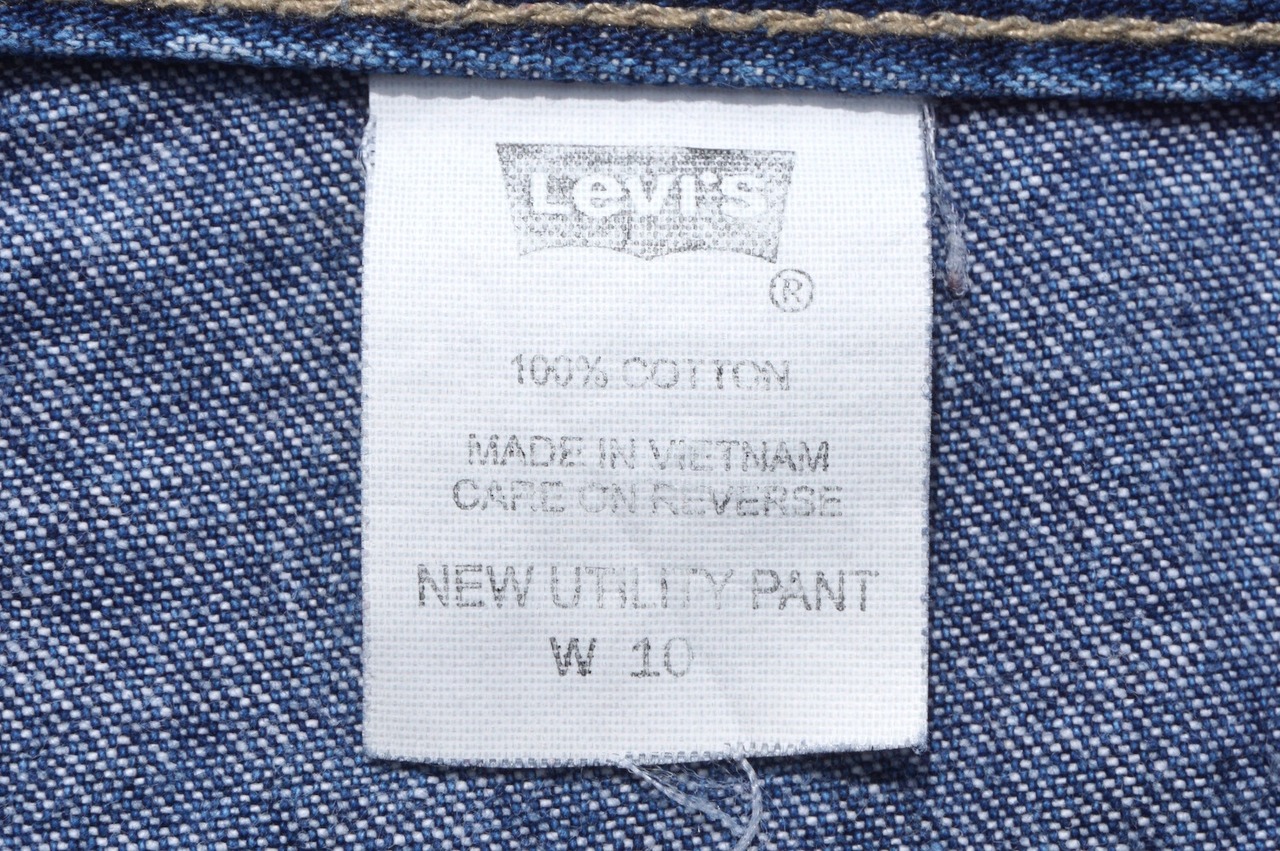 Levi's
®
100% COTTON
MADE IN VIETNAM
CARE ON REVERSE
NEW UTILITY PANT
W 10